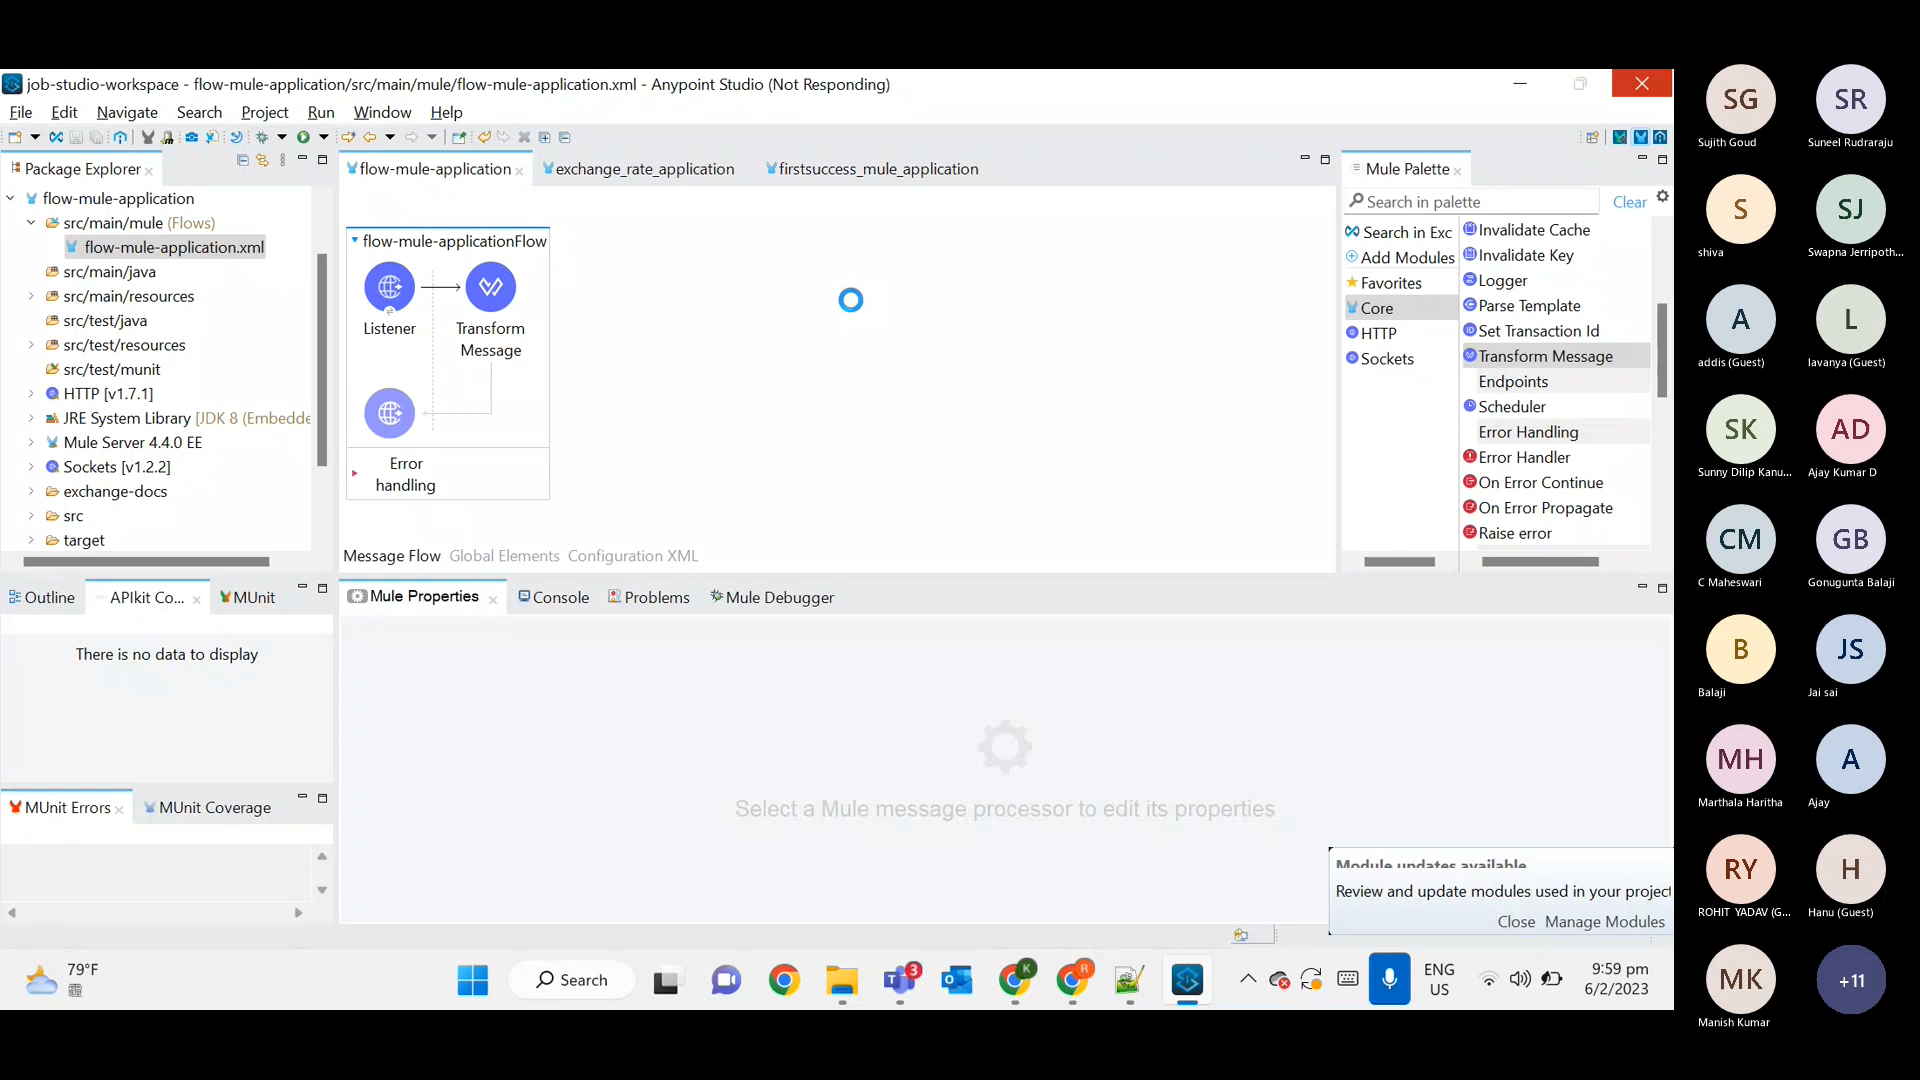 job-studio-workspace - flow-mule-application/src/main/mule/flow-mule-application.xml - Anypoint Studio (Not Responding)
File Edit Navigate Search Project Run Window Help
Package Explorer
flow-mule-application
src/main/mule (Flows)
flow-mule-application.xml
src/main/java
src/main/resources
src/test/java
src/test/resources
src/test/munit
HTTP [v1.7.1]
JRE System Library [JDK 8 (Embedde
Mule Server 4.4.0 EE
Sockets [v1.2.2]
exchange-docs
src
target
flow-mule-application exchange_rate_application firstsuccess_mule_application
flow-mule-applicationFlow
Listener
Transform
Message
Error
handling
Message Flow Global Elements Configuration XML
Mule Palette
Search in palette
Clear
Search in Exc
Add Modules
Favorites
Core
HTTP
Sockets
Invalidate Cache
Invalidate Key
Logger
Parse Template
Set Transaction Id
Transform Message
Endpoints
Scheduler
Error Handling
Error Handler
On Error Continue
On Error Propagate
Raise error
Outline APIkit Co... MUnit
There is no data to display
MUnit Errors MUnit Coverage
Mule Properties Console Problems Mule Debugger
Select a Mule message processor to edit its properties
Module updates available
Review and update modules used in your project
Close Manage Modules
79°F
Search
3
K
R
ENG
US
9:59 pm
6/2/2023
SG
Sujith Goud
SR
Suneel Rudraraju
S
shiva
SJ
Swapna Jerripoth...
A
addis (Guest)
L
lavanya (Guest)
SK
Sunny Dilip Kanu...
AD
Ajay Kumar D
CM
C Maheswari
GB
Gonugunta Balaji
B
Balaji
JS
Jai sai
MH
Marthala Haritha
A
Ajay
RY
ROHIT YADAV (G...
H
Hanu (Guest)
MK
Manish Kumar
+11